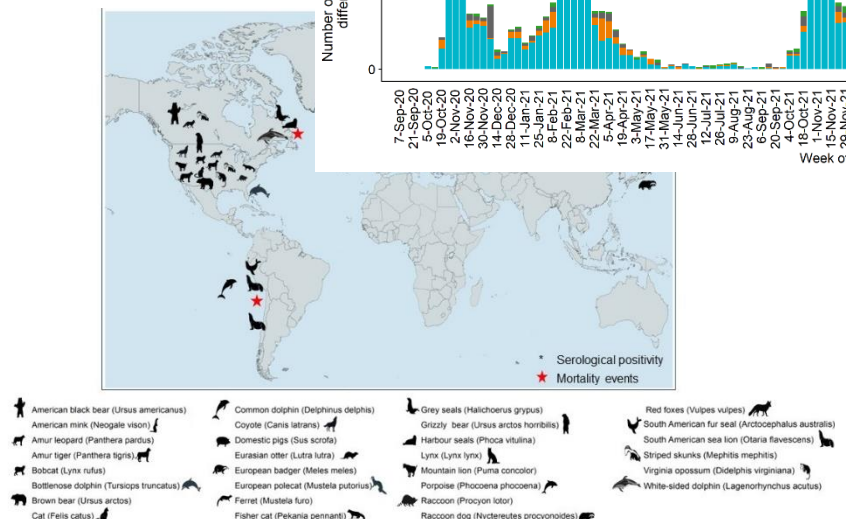 Number of
differe
0
7-Sep-20
21-Sep-20
5-Oct-20
19-Oct-20
2-Nov-20
16-Nov-20
30-Nov-20
14-Dec-20
28-Dec-20
11-Jan-21
25-Jan-21
8-Feb-21
22-Feb-21
8-Mar-21
22-Mar-21
5-Apr-21
19-Apr-21
3-May-21
17-May-21
31-May-21
14-Jun-21
28-Jun-21
12-Jul-21
26-Jul-21
9-Aug-21
23-Aug-21
6-Sep-21
20-Sep-21
4-Oct-21
18-Oct-21
1-Nov-21
15-Nov-21
29-Nov-21
Week of
* Serological positivity
Mortality events
American black bear (Ursus americanus)
American mink (Neogale vison)
Amur leopard (Panthera pardus)
Amur tiger (Panthera tigris)
Bobcat (Lynx rufus)
Bottlenose dolphin (Tursiops truncatus)
Brown bear (Ursus arctos)
Cat (Felis catus)
Common dolphin (Delphinus delphis)
Coyote (Canis latrans)
Domestic pigs (Sus scrofa)
Eurasian otter (Lutra lutra)
European badger (Meles meles)
European polecat (Mustela putorius)
Ferret (Mustela furo)
Fisher cat (Pekania pennanti)
Grey seals (Halichoerus grypus)
Grizzly bear (Ursus arctos horribilis)
Harbour seals (Phoca vitulina)
Lynx (Lynx lynx)
Mountain lion (Puma concolor)
Porpoise (Phocoena phocoena)
Raccoon (Procyon lotor)
Raccoon dog (Nyctereutes procyonoides)
Red foxes (Vulpes vulpes)
South American fur seal (Arctocephalus australis)
South American sea lion (Otaria flavescens)
Striped skunks (Mephitis mephitis)
Virginia opossum (Didelphis virginiana)
White-sided dolphin (Lagenorhynchus acutus)